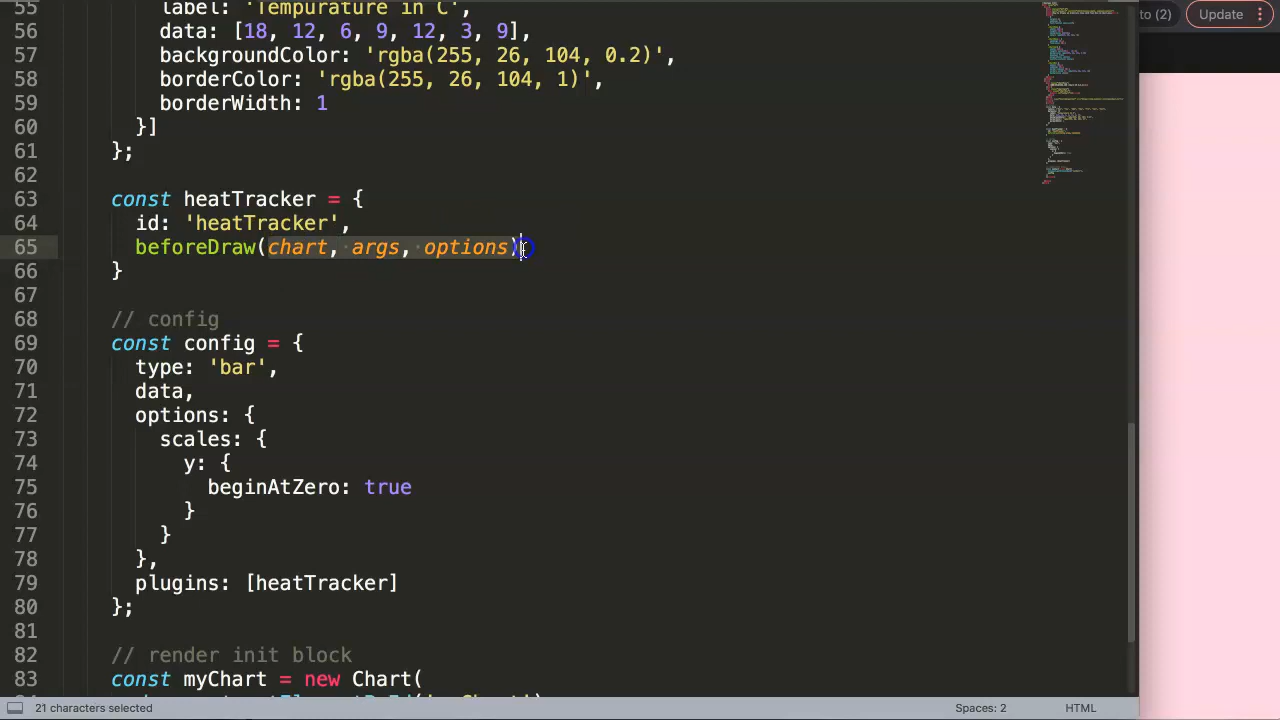 55 label: 'Tempurature in C',
56 data: [18, 12, 6, 9, 12, 3, 9],
57 backgroundColor: 'rgba(255, 26, 104, 0.2)',
58 borderColor: 'rgba(255, 26, 104, 1)',
59 borderWidth: 1
60 }]
61 };
62
63 const heatTracker = {
64 id: 'heatTracker',
65 beforeDraw(chart, args, options)
66 }
67
68 // config
69 const config = {
70 type: 'bar',
71 data,
72 options: {
73 scales: {
74 y: {
75 beginAtZero: true
76 }
77 }
78 },
79 plugins: [heatTracker]
80 };
81
82 // render init block
83 const myChart = new Chart(
21 characters selected
Spaces: 2
HTML
to (2)
Update